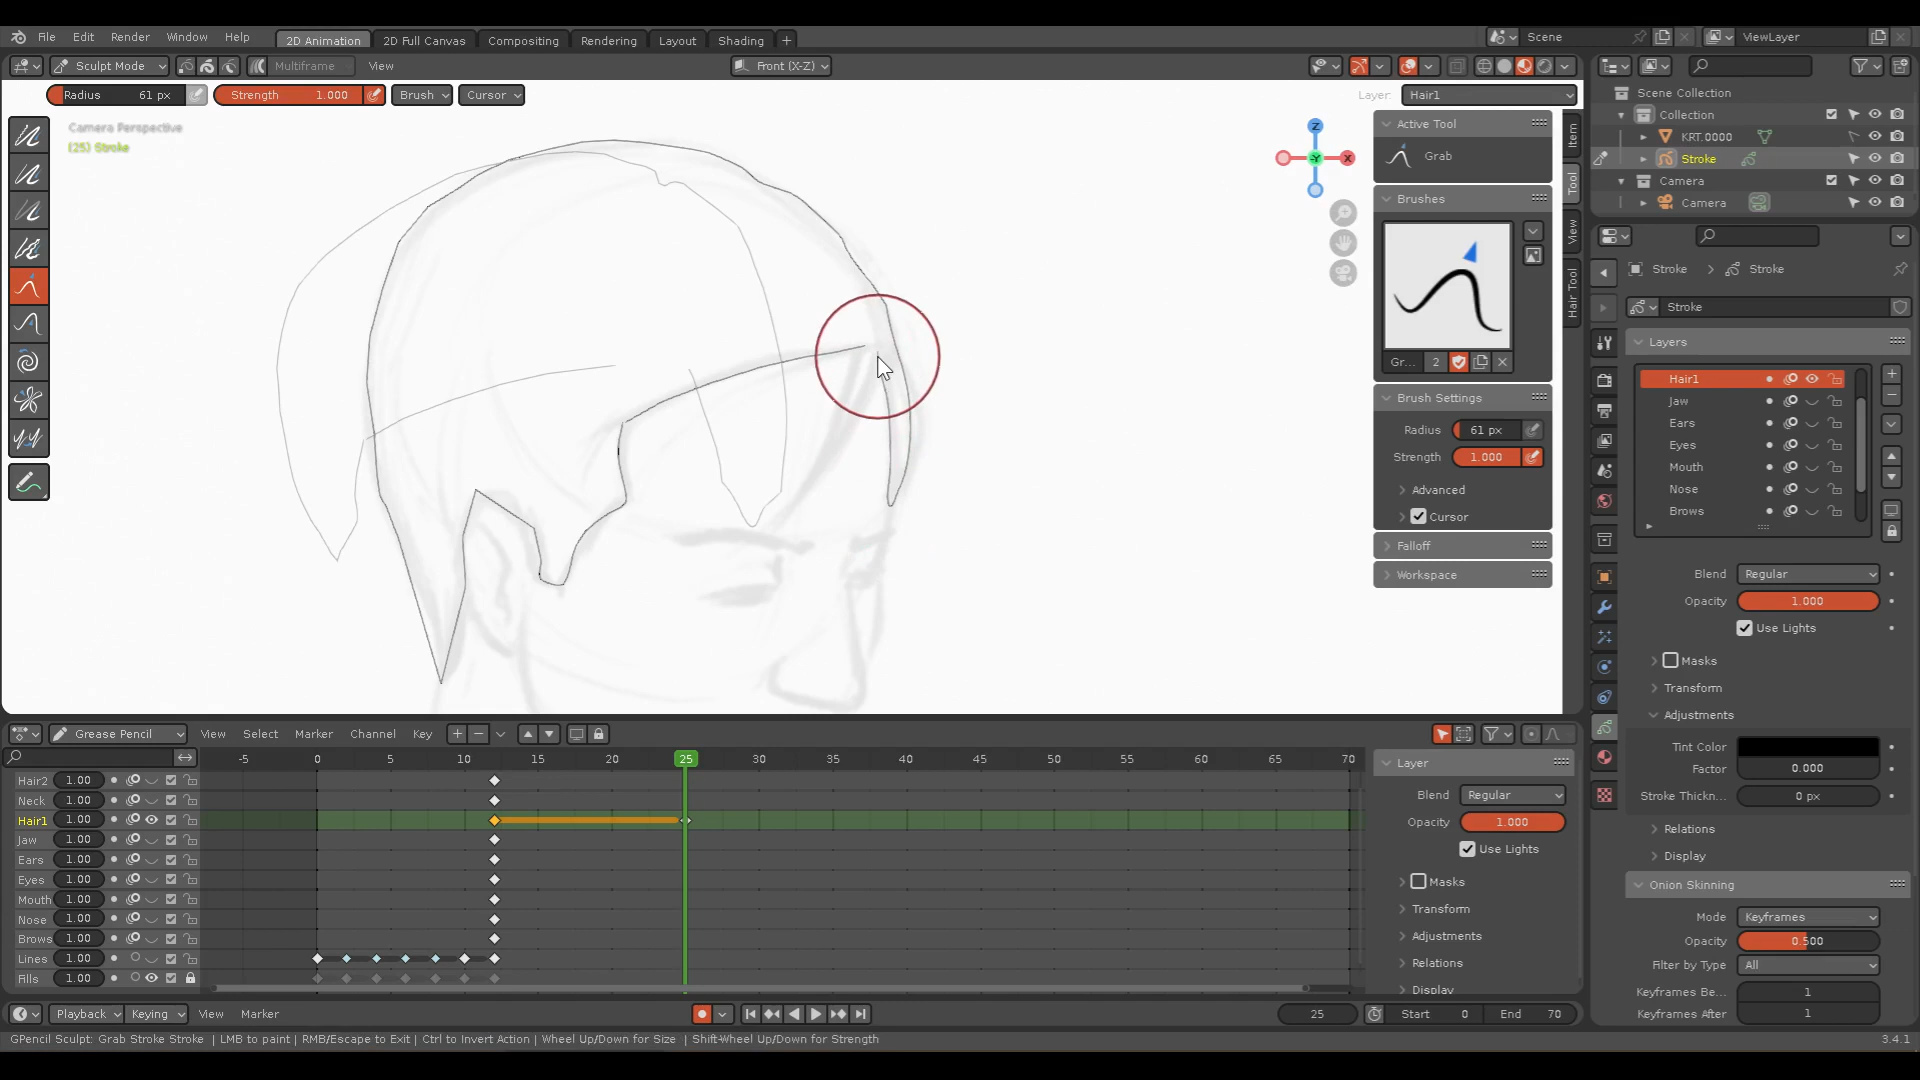 File Edit Render Window Help 2D Animation 2D Full Canvas Compositing Rendering Layout Shading + Scene ViewLayer
Sculpt Mode Multiframe View Front (X-Z)
Radius 61 px Strength 1.000 Brush Cursor Layer: Hair1
Camera Perspective
(25) Stroke
Z
-Y X
Active Tool
Grab
Brushes
Gr... 2
Brush Settings
Radius 61 px
Strength 1.000
Advanced
Cursor
Falloff
Workspace
Item
Tool
View
Hair Tool
Scene Collection
Collection
KRT.0000
Stroke
Camera
Camera
Stroke > Stroke
Stroke
Layers
Hair1
Jaw
Ears
Eyes
Mouth
Nose
Brows
Blend Regular
Opacity 1.000
Use Lights
Masks
Transform
Adjustments
Tint Color
Factor 0.000
Stroke Thickn... 0 px
Relations
Display
Onion Skinning
Mode Keyframes
Opacity 0.500
Filter by Type All
Keyframes Be... 1
Keyframes After 1
Grease Pencil View Select Marker Channel Key
-5 0 5 10 15 20 25 30 35 40 45 50 55 60 65 70
Hair2 1.00
Neck 1.00
Hair1 1.00
Jaw 1.00
Ears 1.00
Eyes 1.00
Mouth 1.00
Nose 1.00
Brows 1.00
Lines 1.00
Fills 1.00
Layer
Blend Regular
Opacity 1.000
Use Lights
Masks
Transform
Adjustments
Relations
Display
Playback Keying View Marker 25 Start 0 End 70
GPencil Sculpt: Grab Stroke Stroke | LMB to paint | RMB/Escape to Exit | Ctrl to Invert Action | Wheel Up/Down for Size | Shift-Wheel Up/Down for Strength 3.4.1